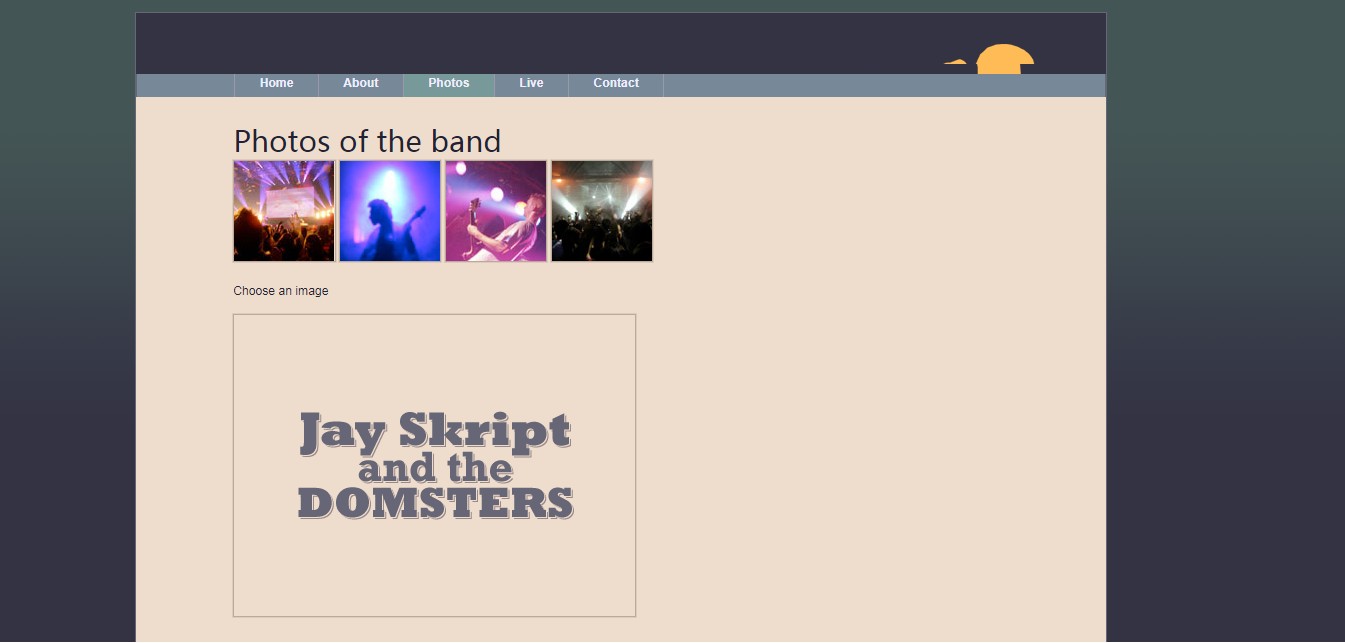 Home About Photos Live Contact
Photos of the band
Choose an image
Jay Skript
and the
DOMSTERS